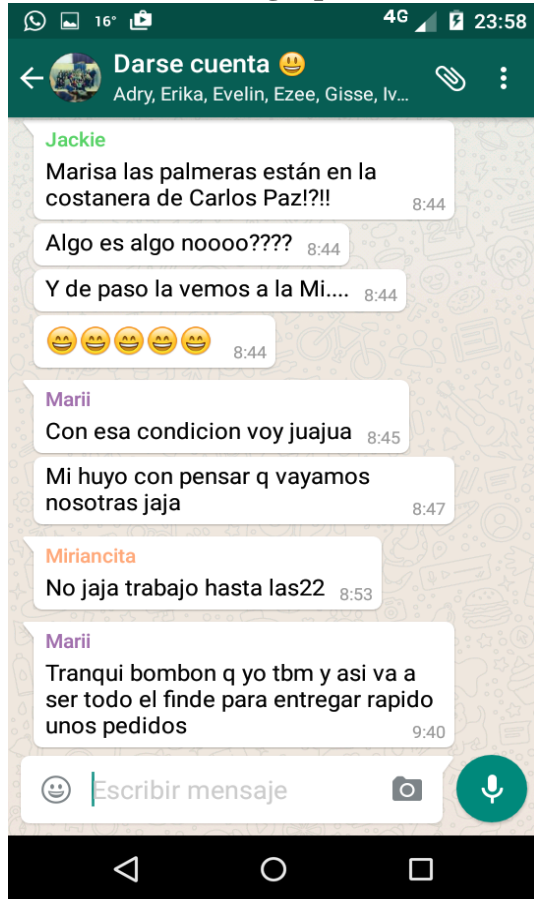 16° 4G 23:58
Darse cuenta 😃
Adry, Erika, Evelin, Ezee, Gisse, Iv...
Jackie
Marisa las palmeras están en la
costanera de Carlos Paz!?!! 8:44
Algo es algo noooo???? 8:44
Y de paso la vemos a la Mi.... 8:44
😄😄😄😄😄 8:44
Marii
Con esa condicion voy juajua 8:45
Mi huyo con pensar q vayamos
nosotras jaja 8:47
Miriancita
No jaja trabajo hasta las22 8:53
Marii
Tranqui bombon q yo tbm y asi va a
ser todo el finde para entregar rapido
unos pedidos 9:40
Escribir mensaje